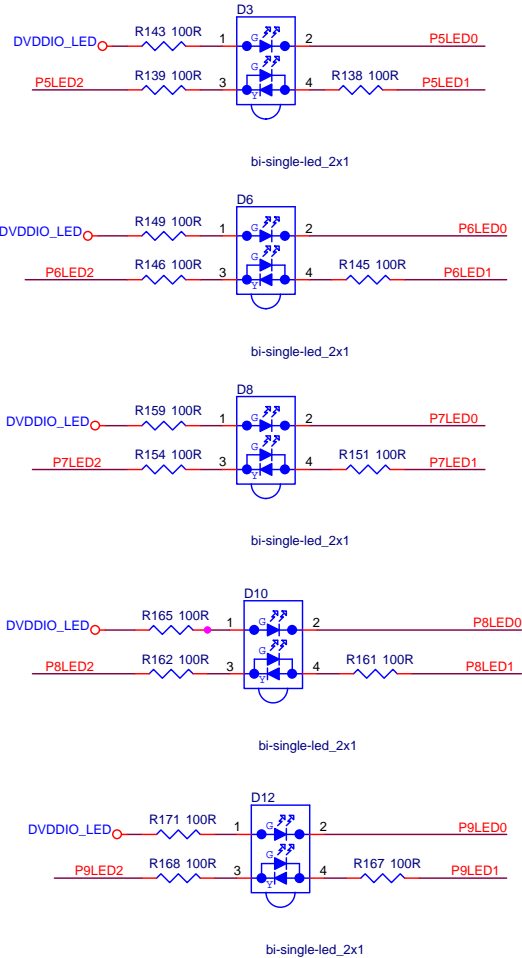 D3
R143 100R
DVDDIO_LED
1
G
2
P5LED0
P5LED2
R139 100R
3
G
Y
4
R138 100R
P5LED1
bi-single-led_2x1
D6
R149 100R
DVDDIO_LED
1
G
2
P6LED0
P6LED2
R146 100R
3
G
Y
4
R145 100R
P6LED1
bi-single-led_2x1
D8
R159 100R
DVDDIO_LED
1
G
2
P7LED0
P7LED2
R154 100R
3
G
Y
4
R151 100R
P7LED1
bi-single-led_2x1
D10
R165 100R
DVDDIO_LED
1
G
2
P8LED0
P8LED2
R162 100R
3
G
Y
4
R161 100R
P8LED1
bi-single-led_2x1
D12
R171 100R
DVDDIO_LED
1
G
2
P9LED0
P9LED2
R168 100R
3
G
Y
4
R167 100R
P9LED1
bi-single-led_2x1